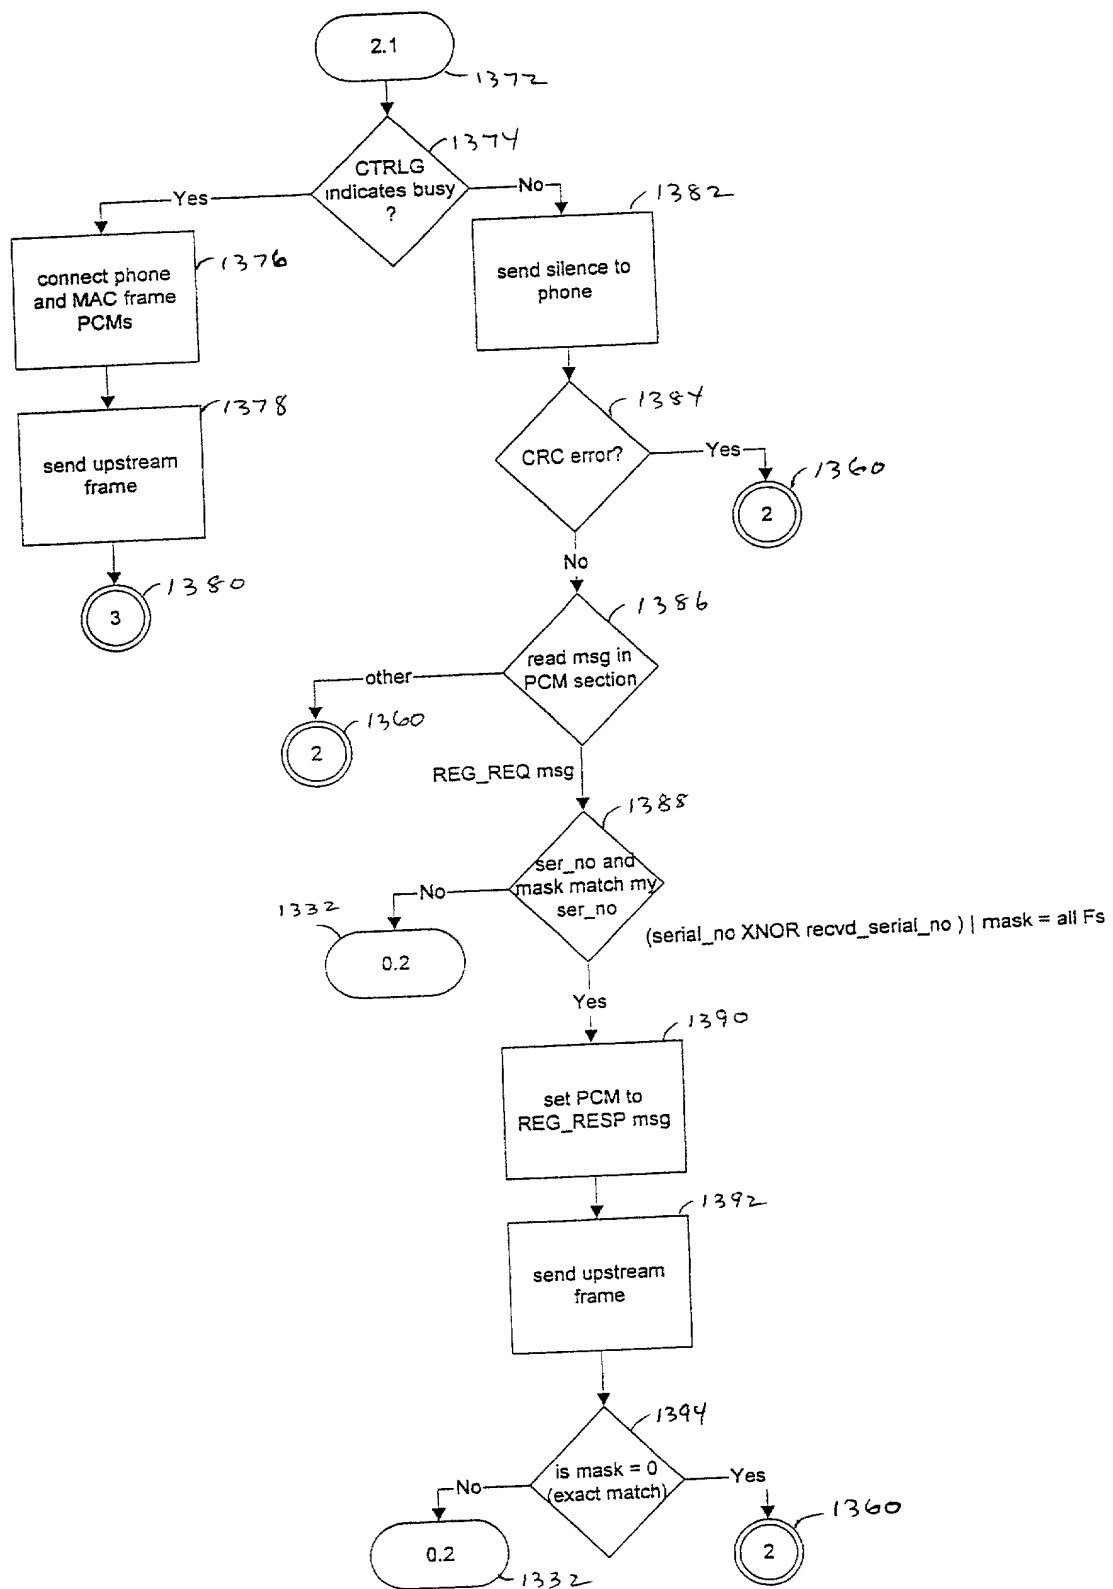 2.1
1372
1374
CTRLG
indicates busy
?
Yes
No
1382
1376
connect phone
and MAC frame
PCMs
send silence to
phone
1378
send upstream
frame
1384
CRC error?
Yes
1360
2
No
1380
3
1386
read msg in
PCM section
other
1360
2
REG_REQ msg
1388
ser_no and
mask match my
ser_no
No
1332
0.2
(serial_no XNOR recvd_serial_no ) | mask = all Fs
Yes
1390
set PCM to
REG_RESP msg
1392
send upstream
frame
1394
is mask = 0
(exact match)
No
Yes
1360
0.2
2
1332